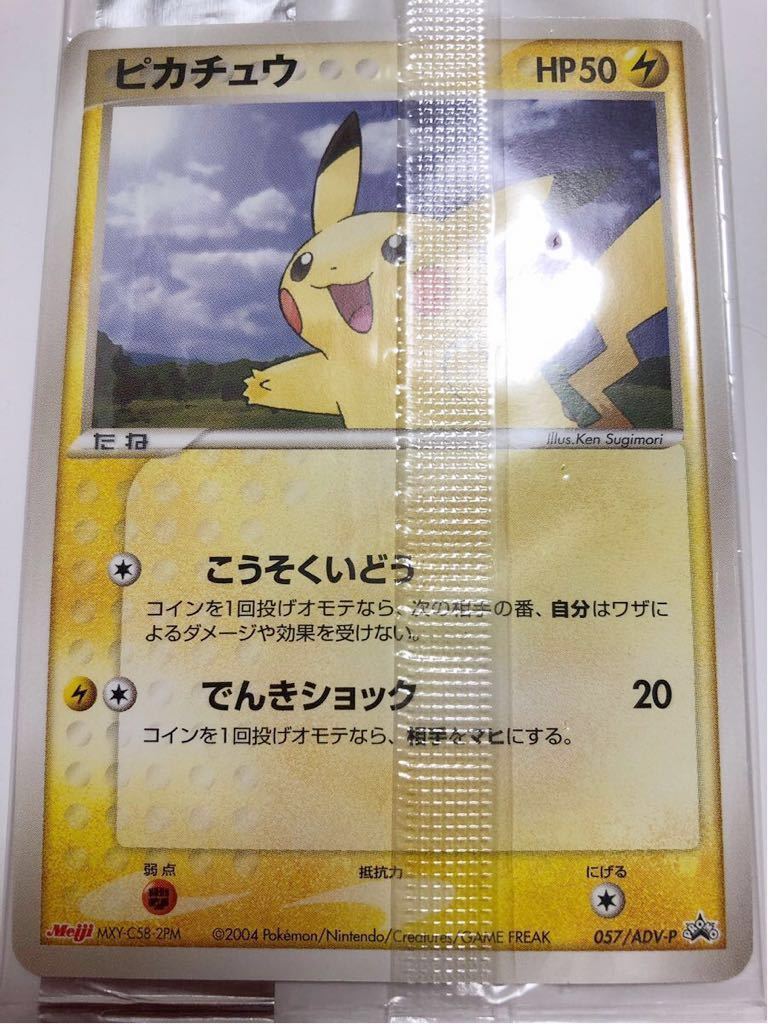 ピカチュウ HP50
たね Illus.Ken Sugimori
こうそくいどう
コインを1回投げオモテなら、次の相手の番、自分はワザに
よるダメージや効果を受けない。
でんきショック 20
コインを1回投げオモテなら、相手をマヒにする。
弱点 抵抗力 にげる
Meiji MXY-C58-2PM ©2004 Pokémon/Nintendo/Creatures/GAME FREAK 057/ADV-P